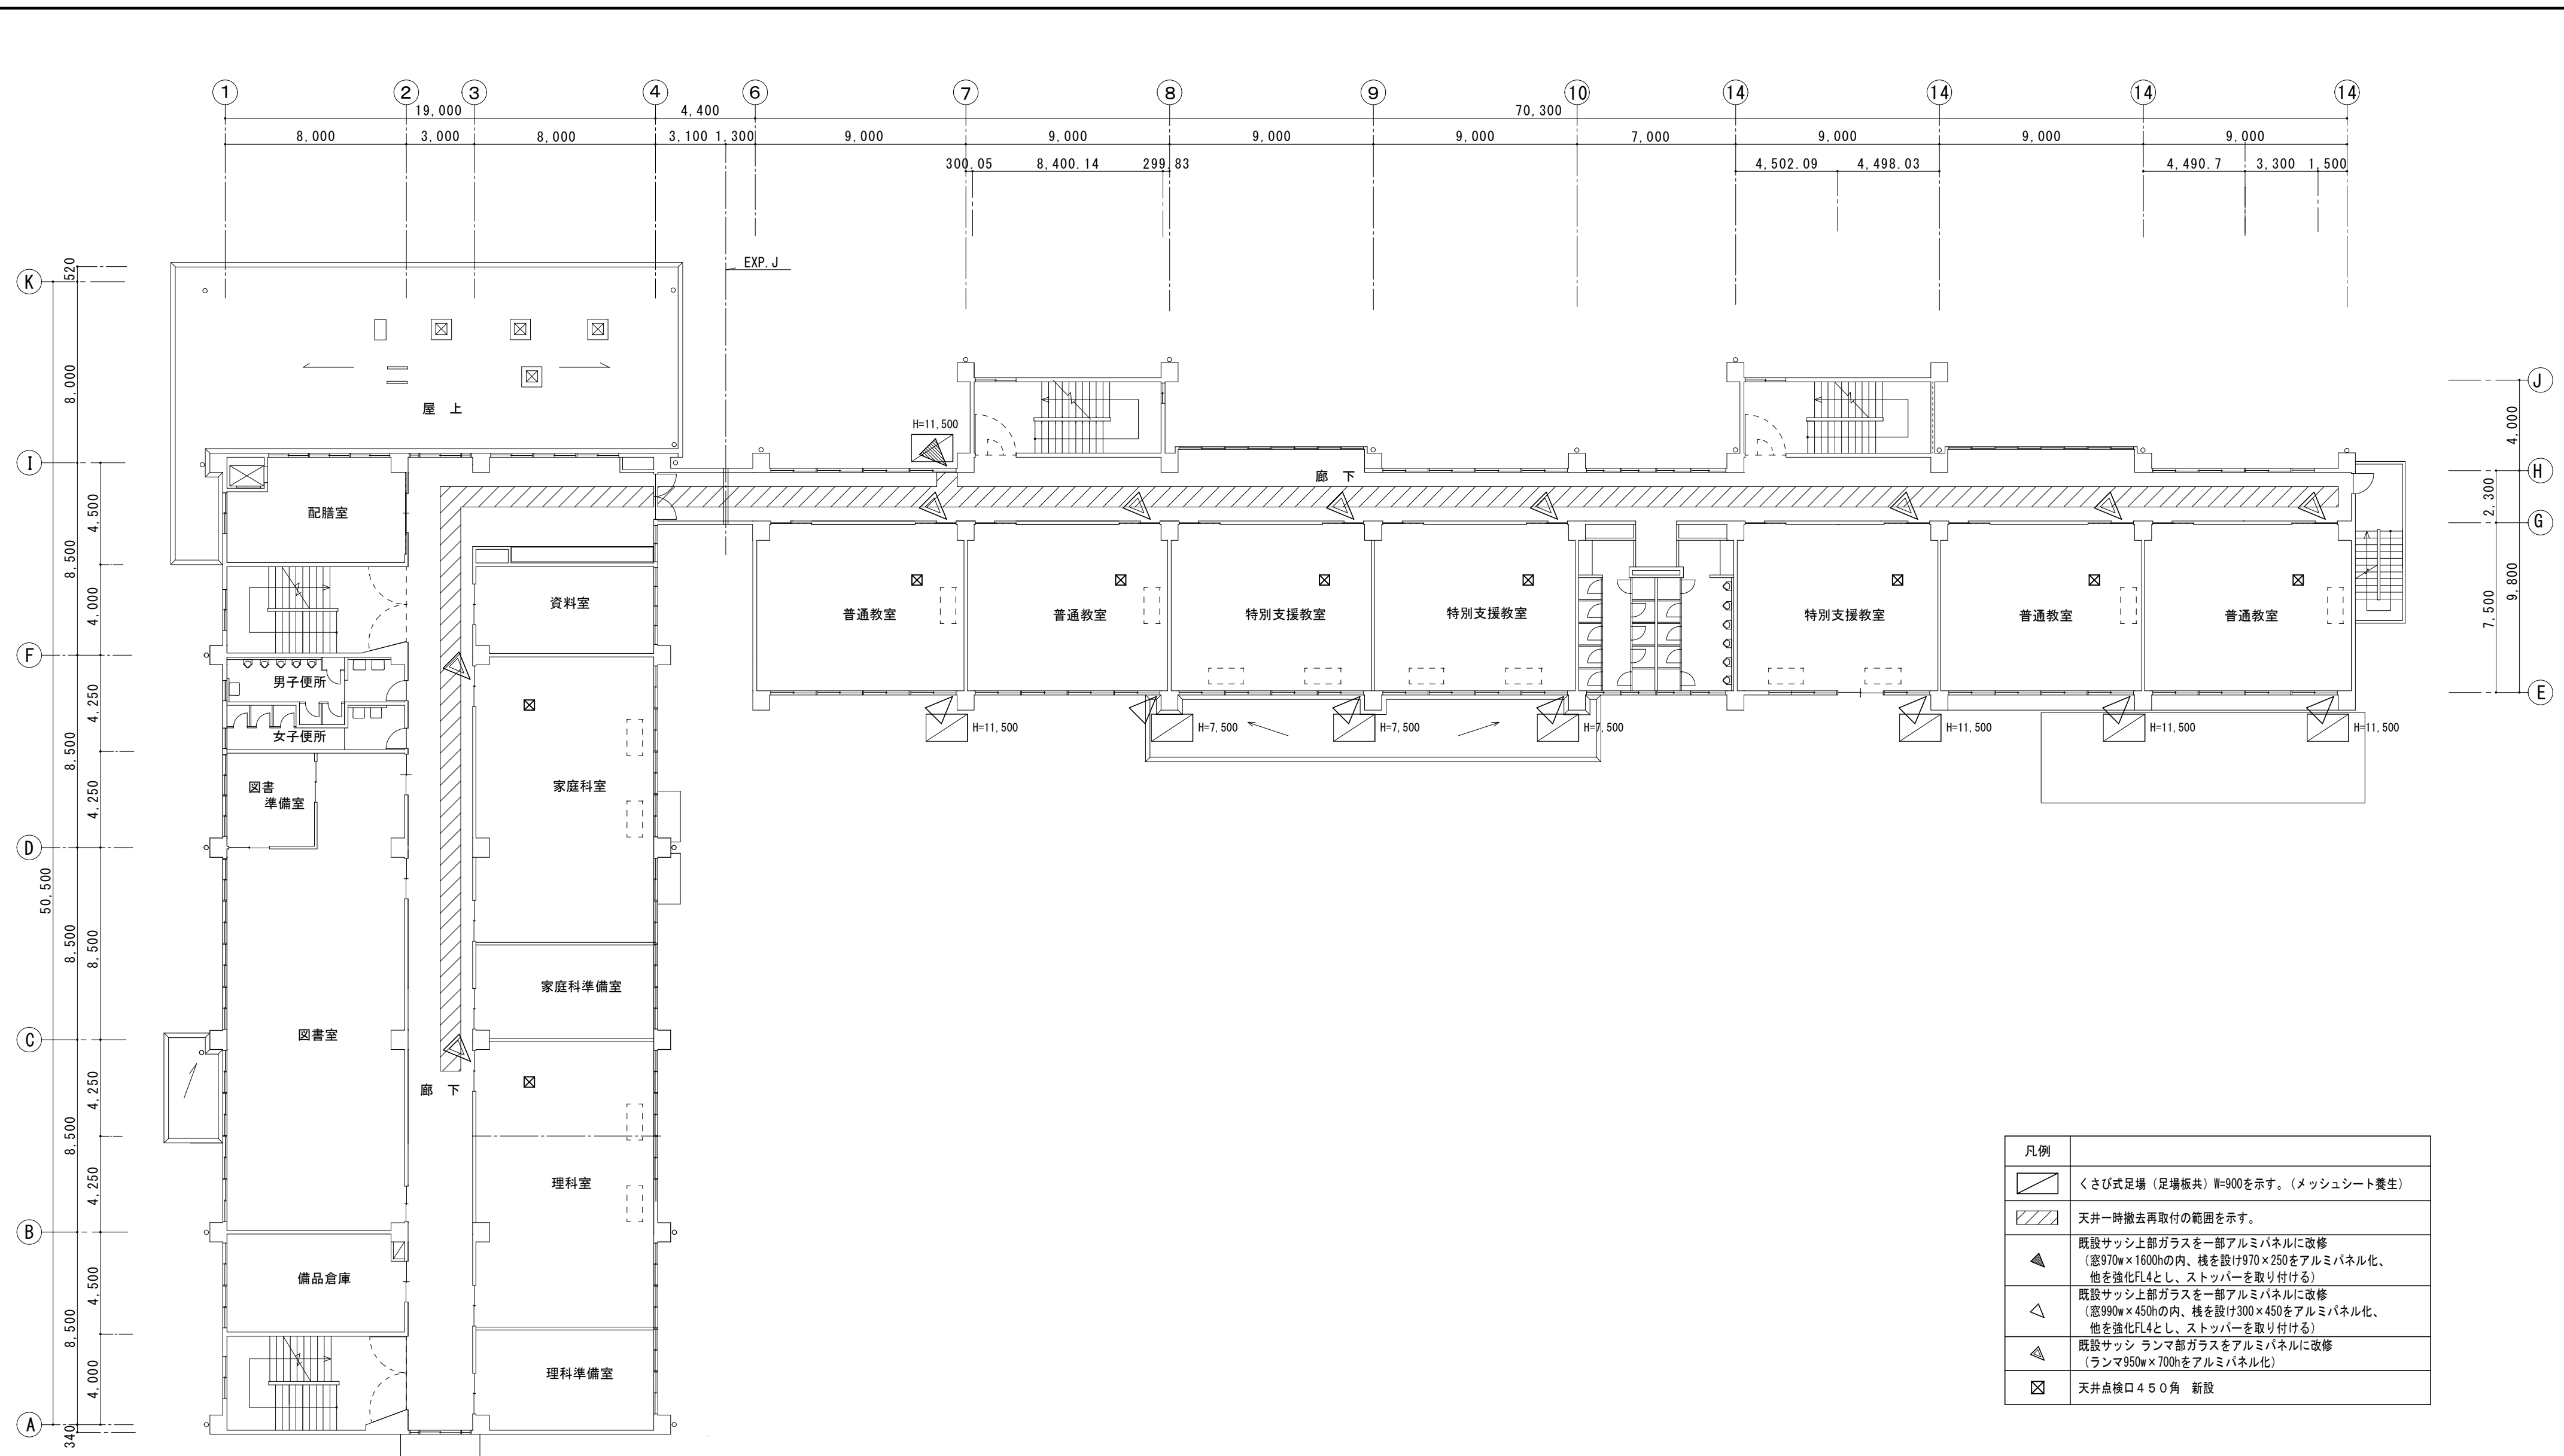 1 2 3 4 6 7 8 9 10 14 14 14 14
19,000 4,400 70,300
8,000 3,000 8,000 3,100 1,300 9,000 9,000 9,000 9,000 7,000 9,000 9,000 9,000
300.05 8,400.14 299.83 4,502.09 4,498.03 4,490.7 3,300 1,500
EXP.J
K
520
8,000
屋 上
J
4,000
H=11,500
I
H
廊 下
2,300
G
配膳室
4,500
8,500
4,000
資料室
普通教室
普通教室
特別支援教室
特別支援教室
特別支援教室
普通教室
普通教室
7,500
9,800
F
E
男子便所
女子便所
4,250
8,500
4,250
H=11,500
H=7,500
H=7,500
H=7,500
H=11,500
H=11,500
H=11,500
図書
準備室
家庭科室
D
50,500
8,500
8,500
家庭科準備室
図書室
C
廊 下
4,250
8,500
4,250
理科室
B
備品倉庫
4,500
8,500
4,000
理科準備室
A
340
凡例
くさび式足場（足場板共）W=900を示す。（メッシュシート養生）
天井一時撤去再取付の範囲を示す。
既設サッシ上部ガラスを一部アルミパネルに改修
（窓970w×1600hの内、桟を設け970×250をアルミパネル化、
他を強化FL4とし、ストッパーを取り付ける）
既設サッシ上部ガラスを一部アルミパネルに改修
（窓990w×450hの内、桟を設け300×450をアルミパネル化、
他を強化FL4とし、ストッパーを取り付ける）
既設サッシ ランマ部ガラスをアルミパネルに改修
（ランマ950w×700hをアルミパネル化）
天井点検口４５０角　新設